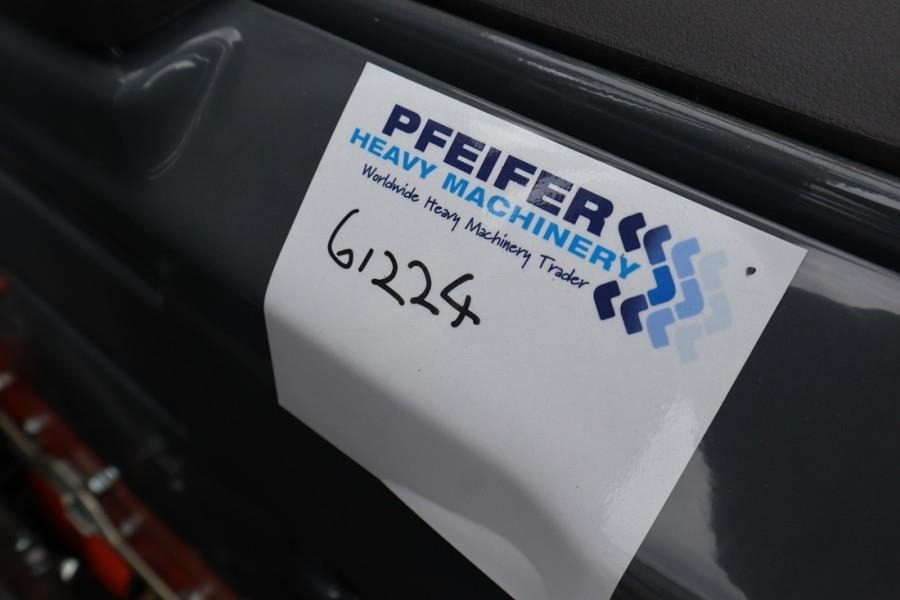 PFEIFER
HEAVY MACHINERY
Worldwide Heavy Machinery Trader
61224